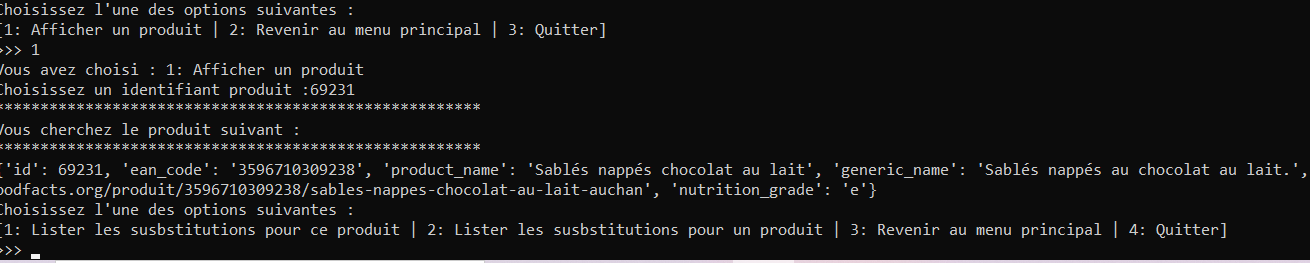 Choisissez l'une des options suivantes :
[1: Afficher un produit | 2: Revenir au menu principal | 3: Quitter]
>>> 1
Vous avez choisi : 1: Afficher un produit
Choisissez un identifiant produit :69231
******************************************************
Vous cherchez le produit suivant :
******************************************************
{'id': 69231, 'ean_code': '3596710309238', 'product_name': 'Sablés nappés chocolat au lait', 'generic_name': 'Sablés nappés au chocolat au lait.',
oodfacts.org/produit/3596710309238/sables-nappes-chocolat-au-lait-auchan', 'nutrition_grade': 'e'}
Choisissez l'une des options suivantes :
[1: Lister les susbstitutions pour ce produit | 2: Lister les susbstitutions pour un produit | 3: Revenir au menu principal | 4: Quitter]
>>>